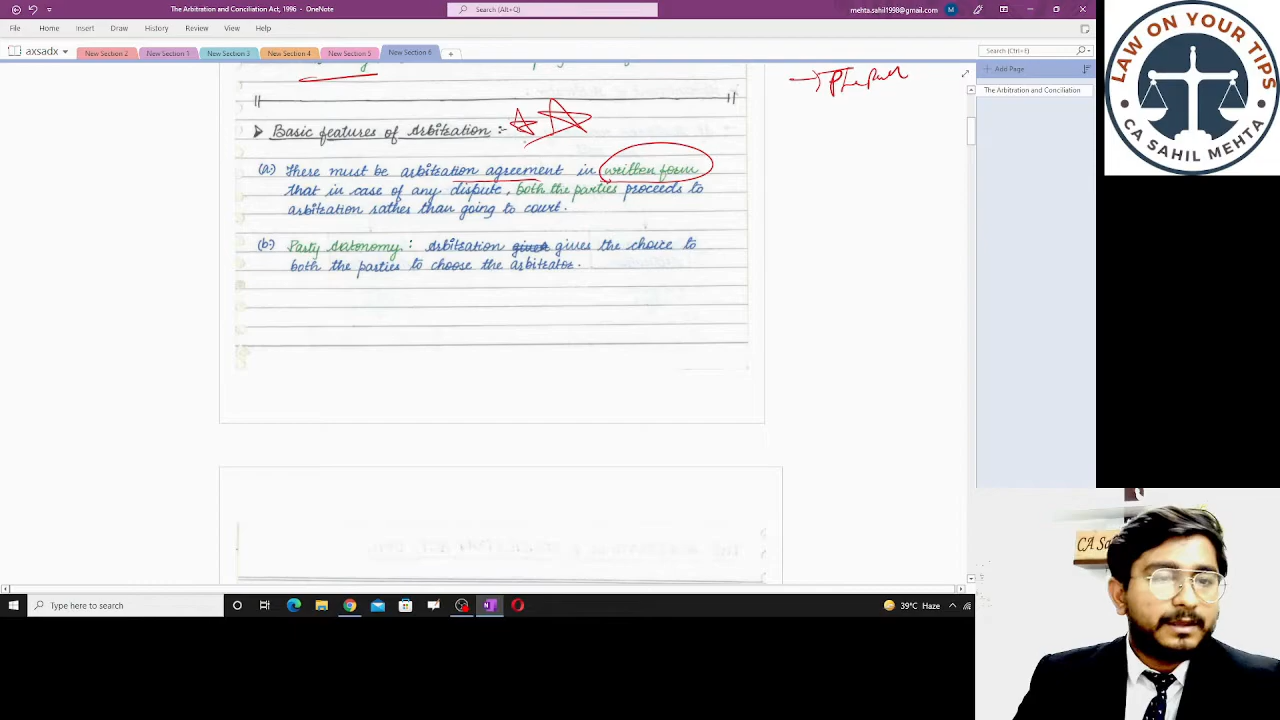 The Arbitration and Conciliation Act, 1996 - OneNote
Search (Alt+Q)
mehta.sahil1998@gmail.com
M
File Home Insert Draw History Review View Help
axsadx
New Section 2 New Section 1 New Section 3 New Section 4 New Section 5 New Section 6
Search (Ctrl+E)
Add Page
The Arbitration and Conciliation
Basic features of Arbitration :-
(a) There must be arbitration agreement in written form
that in case of any dispute, both the parties proceeds to
arbitration rather than going to court.
(b) Party Autonomy : Arbitration gives the choice to
both the parties to choose the arbitrator.
LAW ON YOUR TIPS
CA SAHIL MEHTA
CA Sa
Type here to search
39°C Haze